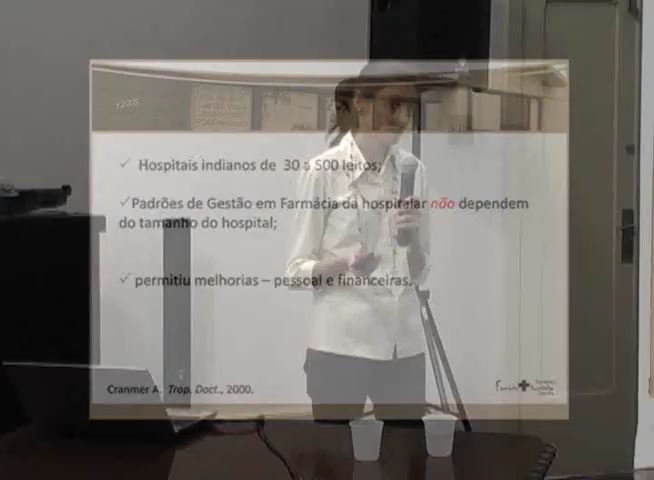 ✓ Hospitais indianos de 30 a 500 leitos;
✓Padrões de Gestão em Farmácia da hospitalar não dependem
do tamanho do hospital;
✓ permitiu melhorias – pessoal e financeiras.
Cranmer A. Trop. Doct., 2000.